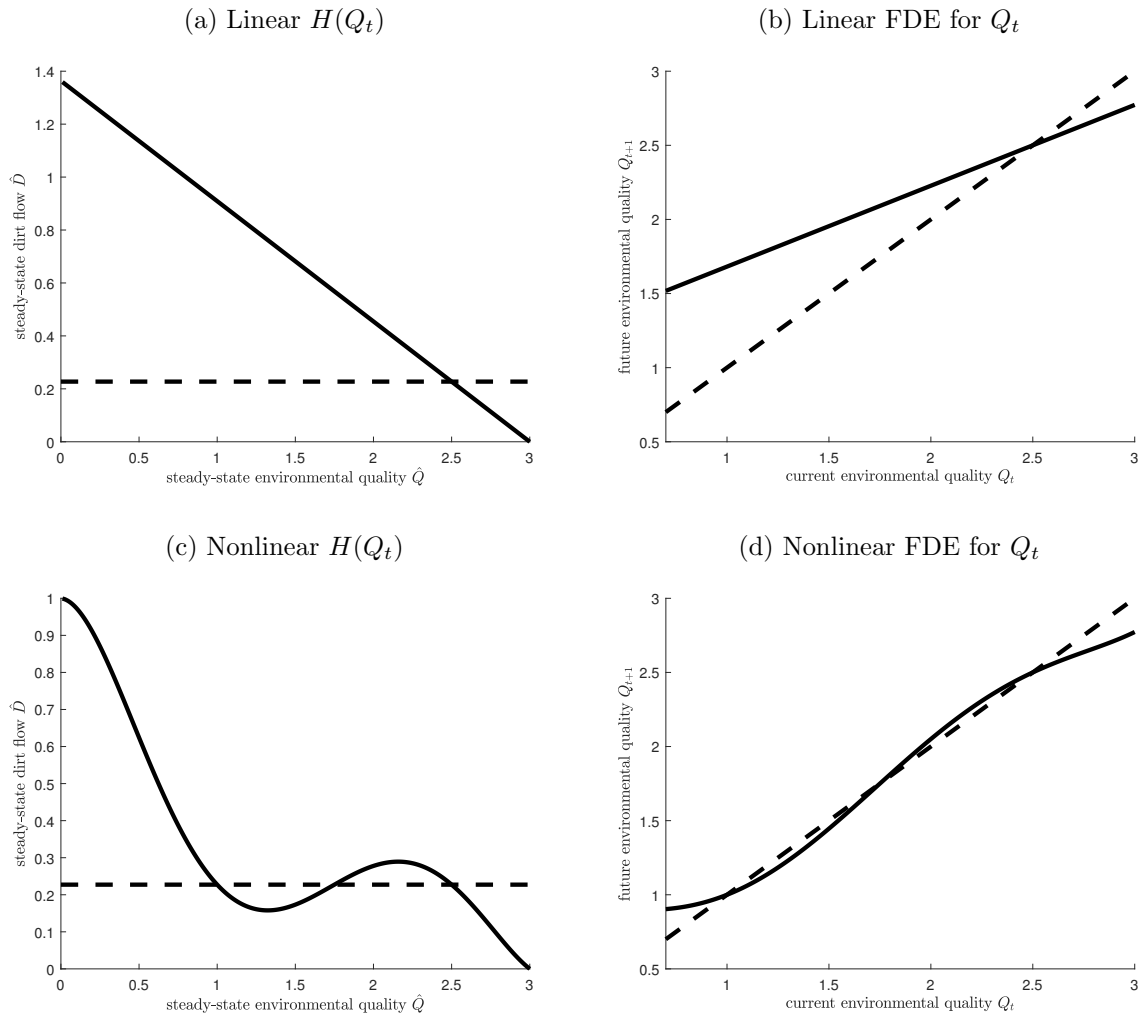 (a) Linear H(Q_t)
1.4
1.2
1
0.8
0.6
0.4
0.2
0
steady-state dirt flow D̂
0 0.5 1 1.5 2 2.5 3
steady-state environmental quality Q̂
(b) Linear FDE for Q_t
3
2.5
2
1.5
1
0.5
future environmental quality Q_{t+1}
1 1.5 2 2.5 3
current environmental quality Q_t
(c) Nonlinear H(Q_t)
1
0.9
0.8
0.7
0.6
0.5
0.4
0.3
0.2
0.1
0
steady-state dirt flow D̂
0 0.5 1 1.5 2 2.5 3
steady-state environmental quality Q̂
(d) Nonlinear FDE for Q_t
3
2.5
2
1.5
1
0.5
future environmental quality Q_{t+1}
1 1.5 2 2.5 3
current environmental quality Q_t